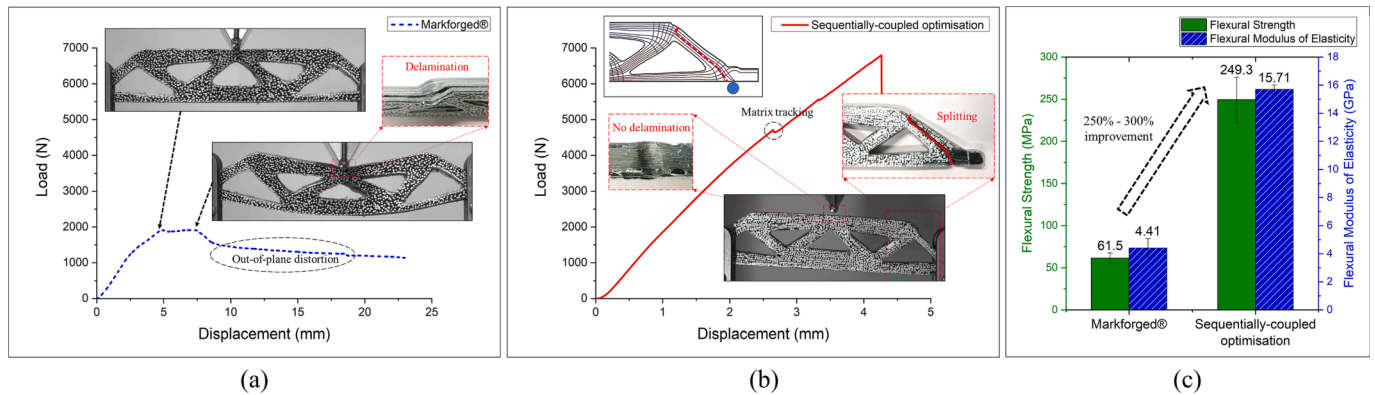 Markforged®
7000
6000
5000
4000
3000
2000
1000
0
Load (N)
0
5
10
15
20
25
Displacement (mm)
Delamination
Out-of-plane distortion
(a)
Sequentially-coupled optimisation
7000
6000
5000
4000
3000
2000
1000
0
Load (N)
0
1
2
3
4
5
Displacement (mm)
Matrix tracking
No delamination
Splitting
(b)
Flexural Strength
Flexural Modulus of Elasticity
300
250
200
150
100
50
0
Flexural Strength (MPa)
18
16
14
12
10
8
6
4
2
0
Flexural Modulus of Elasticity (GPa)
249.3
15.71
250% - 300%
improvement
61.5
4.41
Markforged®
Sequentially-coupled
optimisation
(c)